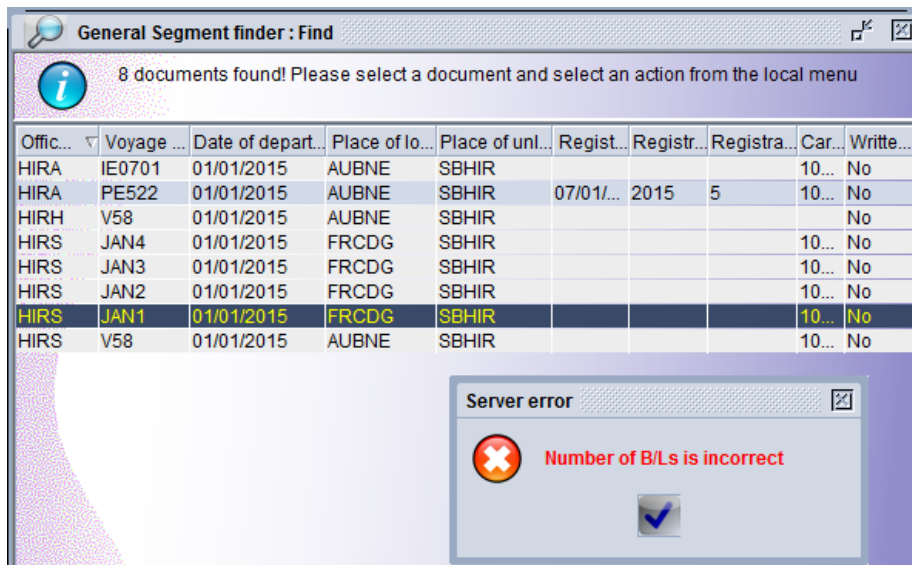 General Segment finder : Find
8 documents found! Please select a document and select an action from the local menu
Offic... Voyage ... Date of depart... Place of lo... Place of unl... Regist... Registr... Registra... Car... Writte...
HIRA IE0701 01/01/2015 AUBNE SBHIR 10... No
HIRA PE522 01/01/2015 AUBNE SBHIR 07/01/... 2015 5 10... No
HIRH V58 01/01/2015 AUBNE SBHIR No
HIRS JAN4 01/01/2015 FRCDG SBHIR 10... No
HIRS JAN3 01/01/2015 FRCDG SBHIR 10... No
HIRS JAN2 01/01/2015 FRCDG SBHIR 10... No
HIRS JAN1 01/01/2015 FRCDG SBHIR 10... No
HIRS V58 01/01/2015 AUBNE SBHIR 10... No
Server error
Number of B/Ls is incorrect